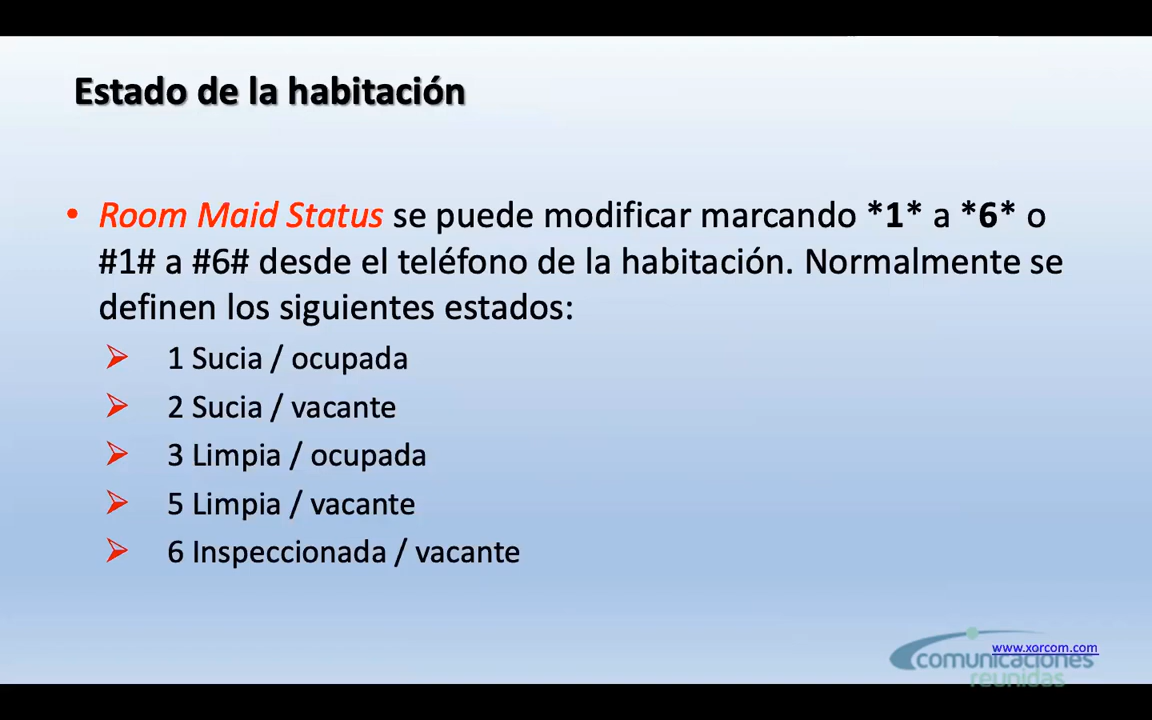 Estado de la habitación
• Room Maid Status se puede modificar marcando *1* a *6* o
#1# a #6# desde el teléfono de la habitación. Normalmente se
definen los siguientes estados:
➢ 1 Sucia / ocupada
➢ 2 Sucia / vacante
➢ 3 Limpia / ocupada
➢ 5 Limpia / vacante
➢ 6 Inspeccionada / vacante
www.xorcom.com
comunicaciones
reunidas